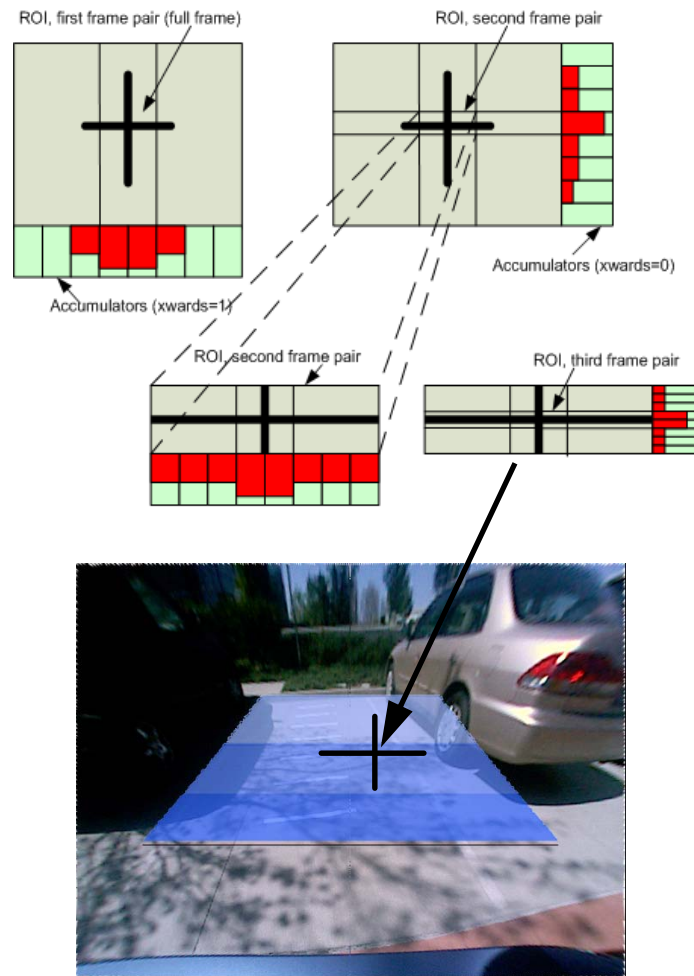 ROI, first frame pair (full frame)
ROI, second frame pair
Accumulators (xwards=0)
Accumulators (xwards=1)
ROI, second frame pair
ROI, third frame pair